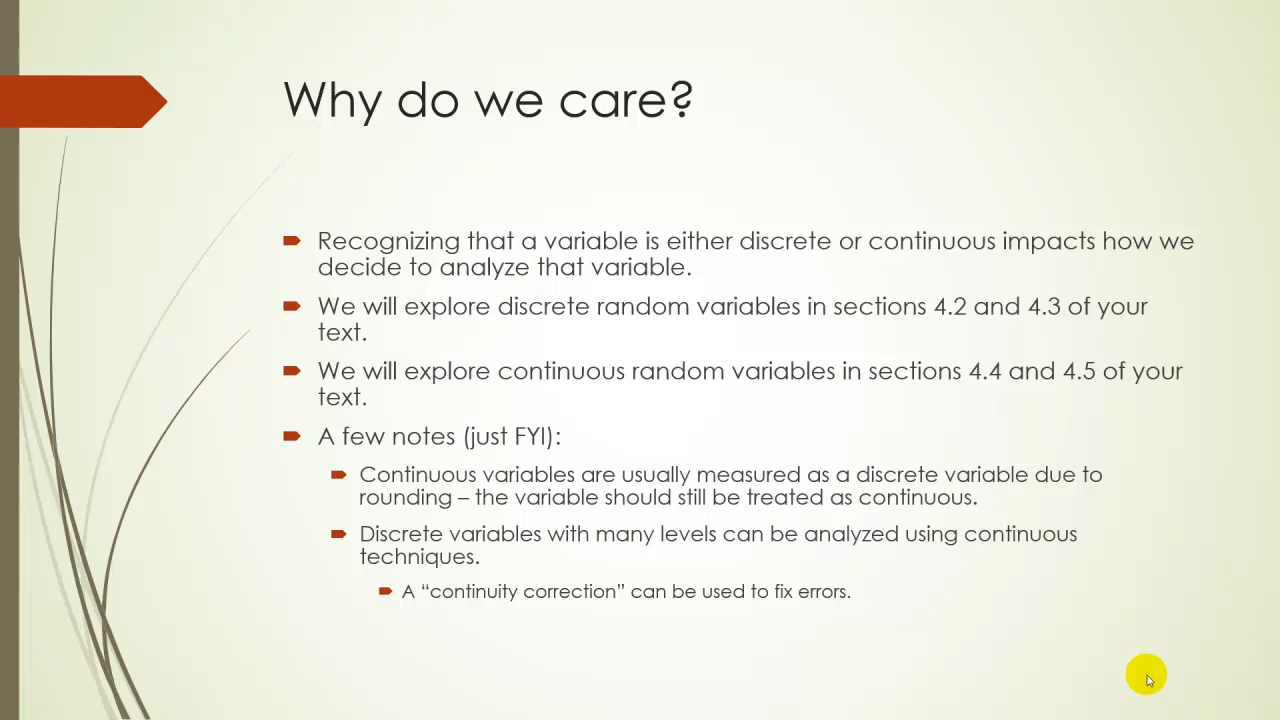 Why do we care?
Recognizing that a variable is either discrete or continuous impacts how we
decide to analyze that variable.
We will explore discrete random variables in sections 4.2 and 4.3 of your
text.
We will explore continuous random variables in sections 4.4 and 4.5 of your
text.
A few notes (just FYI):
Continuous variables are usually measured as a discrete variable due to
rounding – the variable should still be treated as continuous.
Discrete variables with many levels can be analyzed using continuous
techniques.
A “continuity correction” can be used to fix errors.